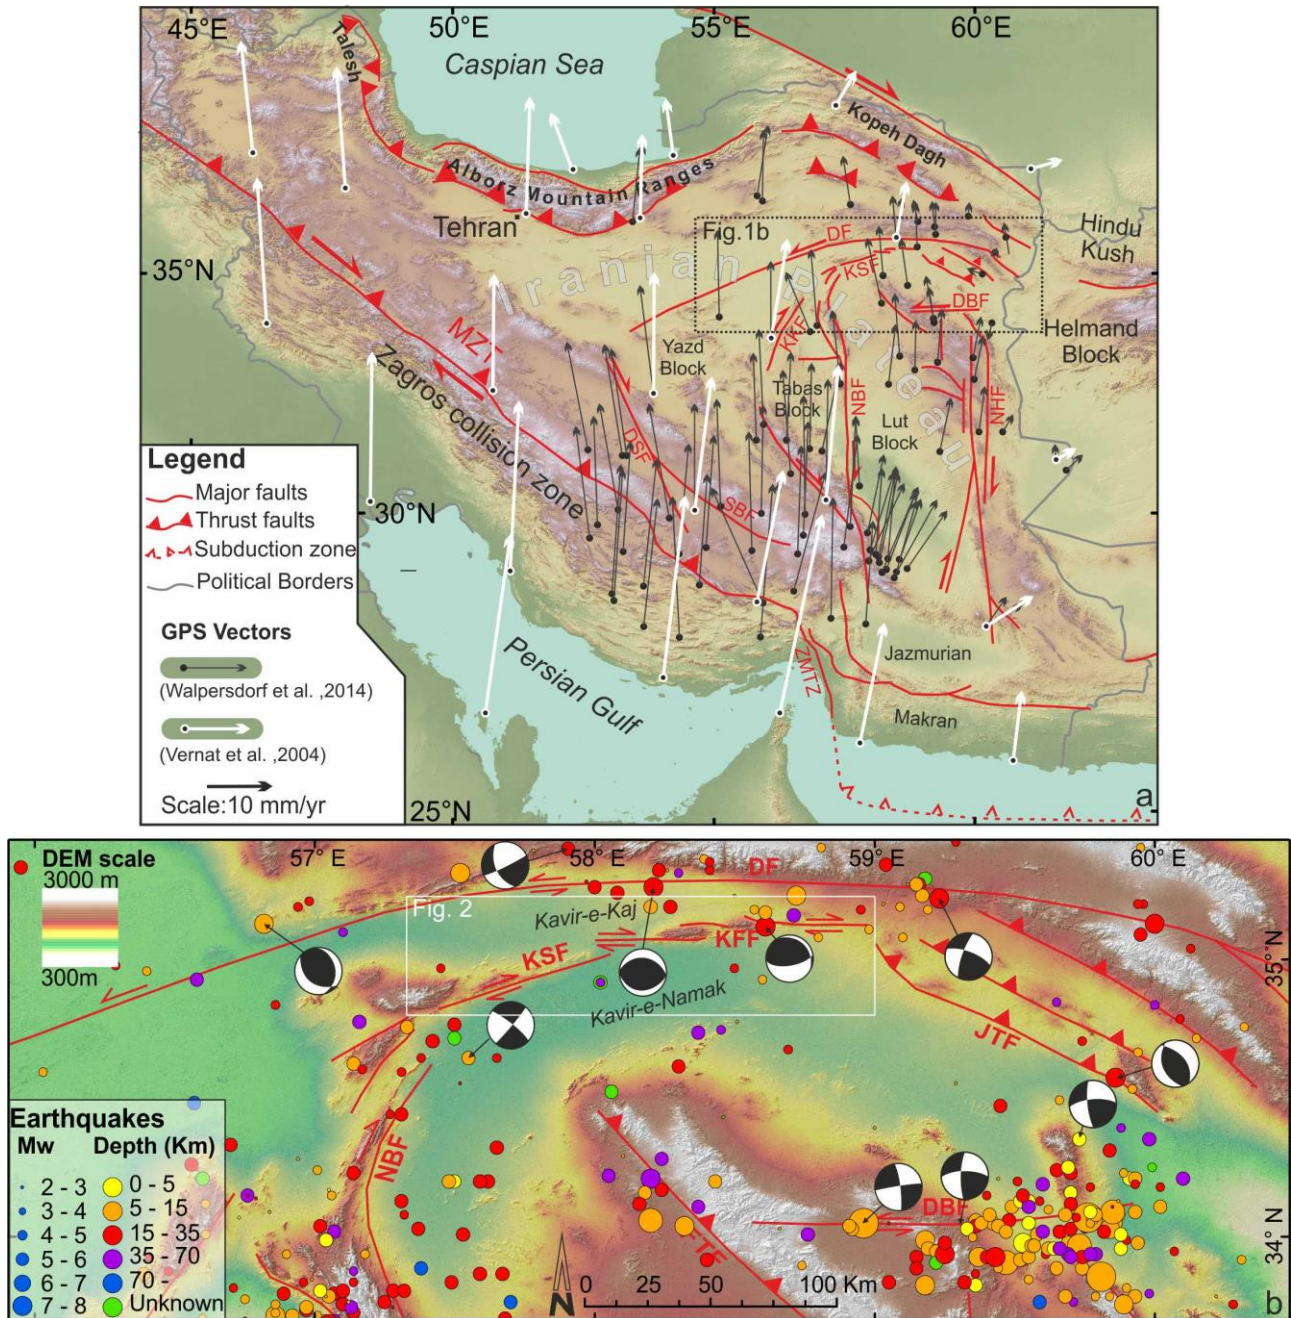 45°E
50°E
55°E
60°E
Talesh
Caspian Sea
Kopeh Dagh
Alborz Mountain Ranges
Tehran
Fig.1b
DF
Hindu
Kush
35°N
Iranian Plateau
KSF
DBF
KFF
Helmand
Block
MZT
Yazd
Block
Zagros collision zone
Tabas
Block
NBF
NHF
Lut
Block
DSF
SBF
Legend
Major faults
Thrust faults
Subduction zone
Political Borders
30°N
GPS Vectors
(Walpersdorf et al. ,2014)
(Vernat et al. ,2004)
Scale:10 mm/yr
Persian Gulf
ZMTZ
Jazmurian
Makran
25°N
a
DEM scale
3000 m
300m
57°E
58°E
59°E
60°E
DF
Fig. 2
Kavir-e-Kaj
KSF
KFF
Kavir-e-Namak
35°N
JTF
NBF
Earthquakes
Mw Depth (Km)
2 - 3 0 - 5
3 - 4 5 - 15
4 - 5 15 - 35
5 - 6 35 - 70
6 - 7 70 -
7 - 8 Unknown
DBF
34° N
N
0 25 50 100 Km
b